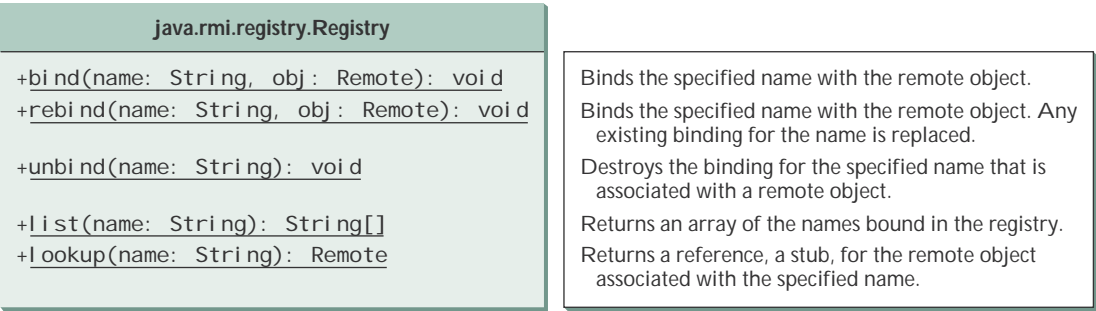 java.rmi.registry.Registry
+bind(name: String, obj: Remote): void
Binds the specified name with the remote object.
+rebind(name: String, obj: Remote): void
Binds the specified name with the remote object. Any
existing binding for the name is replaced.
+unbind(name: String): void
Destroys the binding for the specified name that is
associated with a remote object.
+list(name: String): String[]
Returns an array of the names bound in the registry.
+lookup(name: String): Remote
Returns a reference, a stub, for the remote object
associated with the specified name.